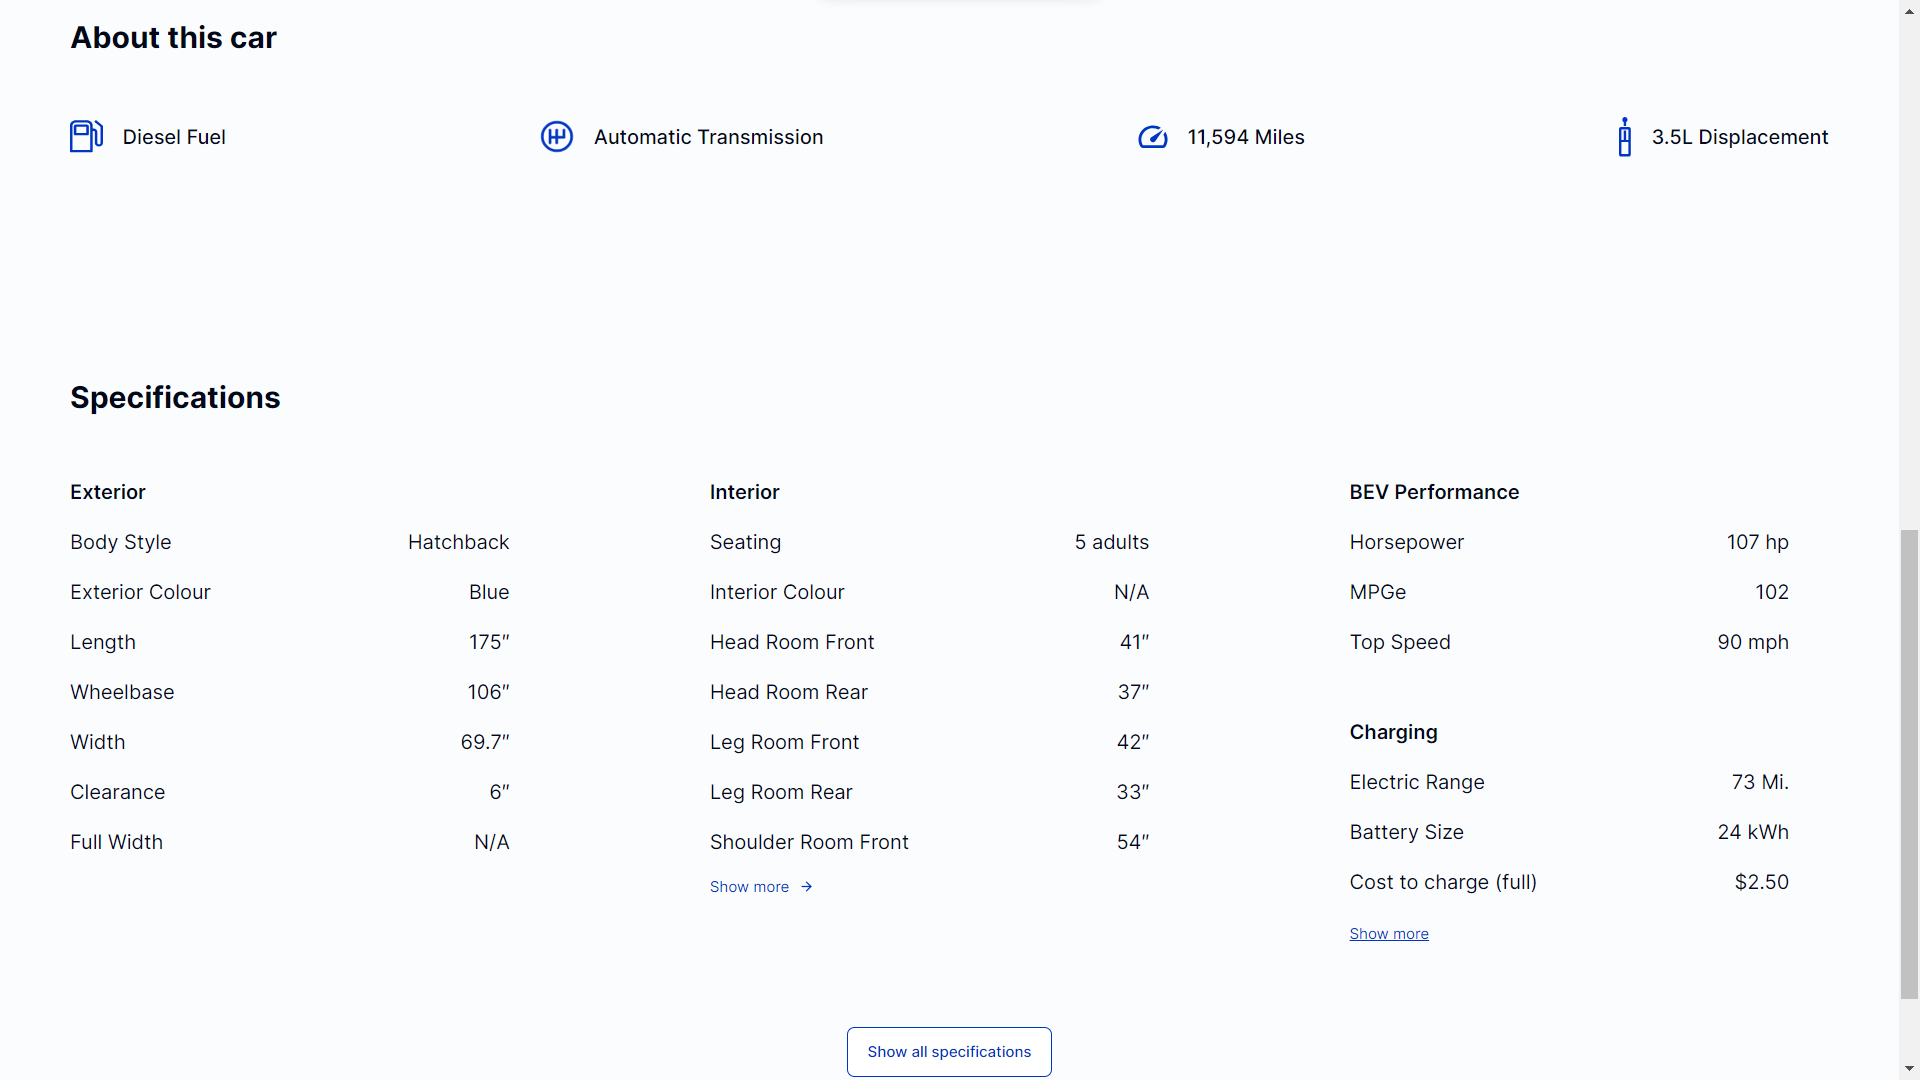 About this car
Diesel Fuel
Automatic Transmission
11,594 Miles
3.5L Displacement
Specifications
Exterior
Body Style Hatchback
Exterior Colour Blue
Length 175″
Wheelbase 106″
Width 69.7″
Clearance 6″
Full Width N/A
Interior
Seating 5 adults
Interior Colour N/A
Head Room Front 41″
Head Room Rear 37″
Leg Room Front 42″
Leg Room Rear 33″
Shoulder Room Front 54″
Show more →
BEV Performance
Horsepower 107 hp
MPGe 102
Top Speed 90 mph
Charging
Electric Range 73 Mi.
Battery Size 24 kWh
Cost to charge (full) $2.50
Show more
Show all specifications